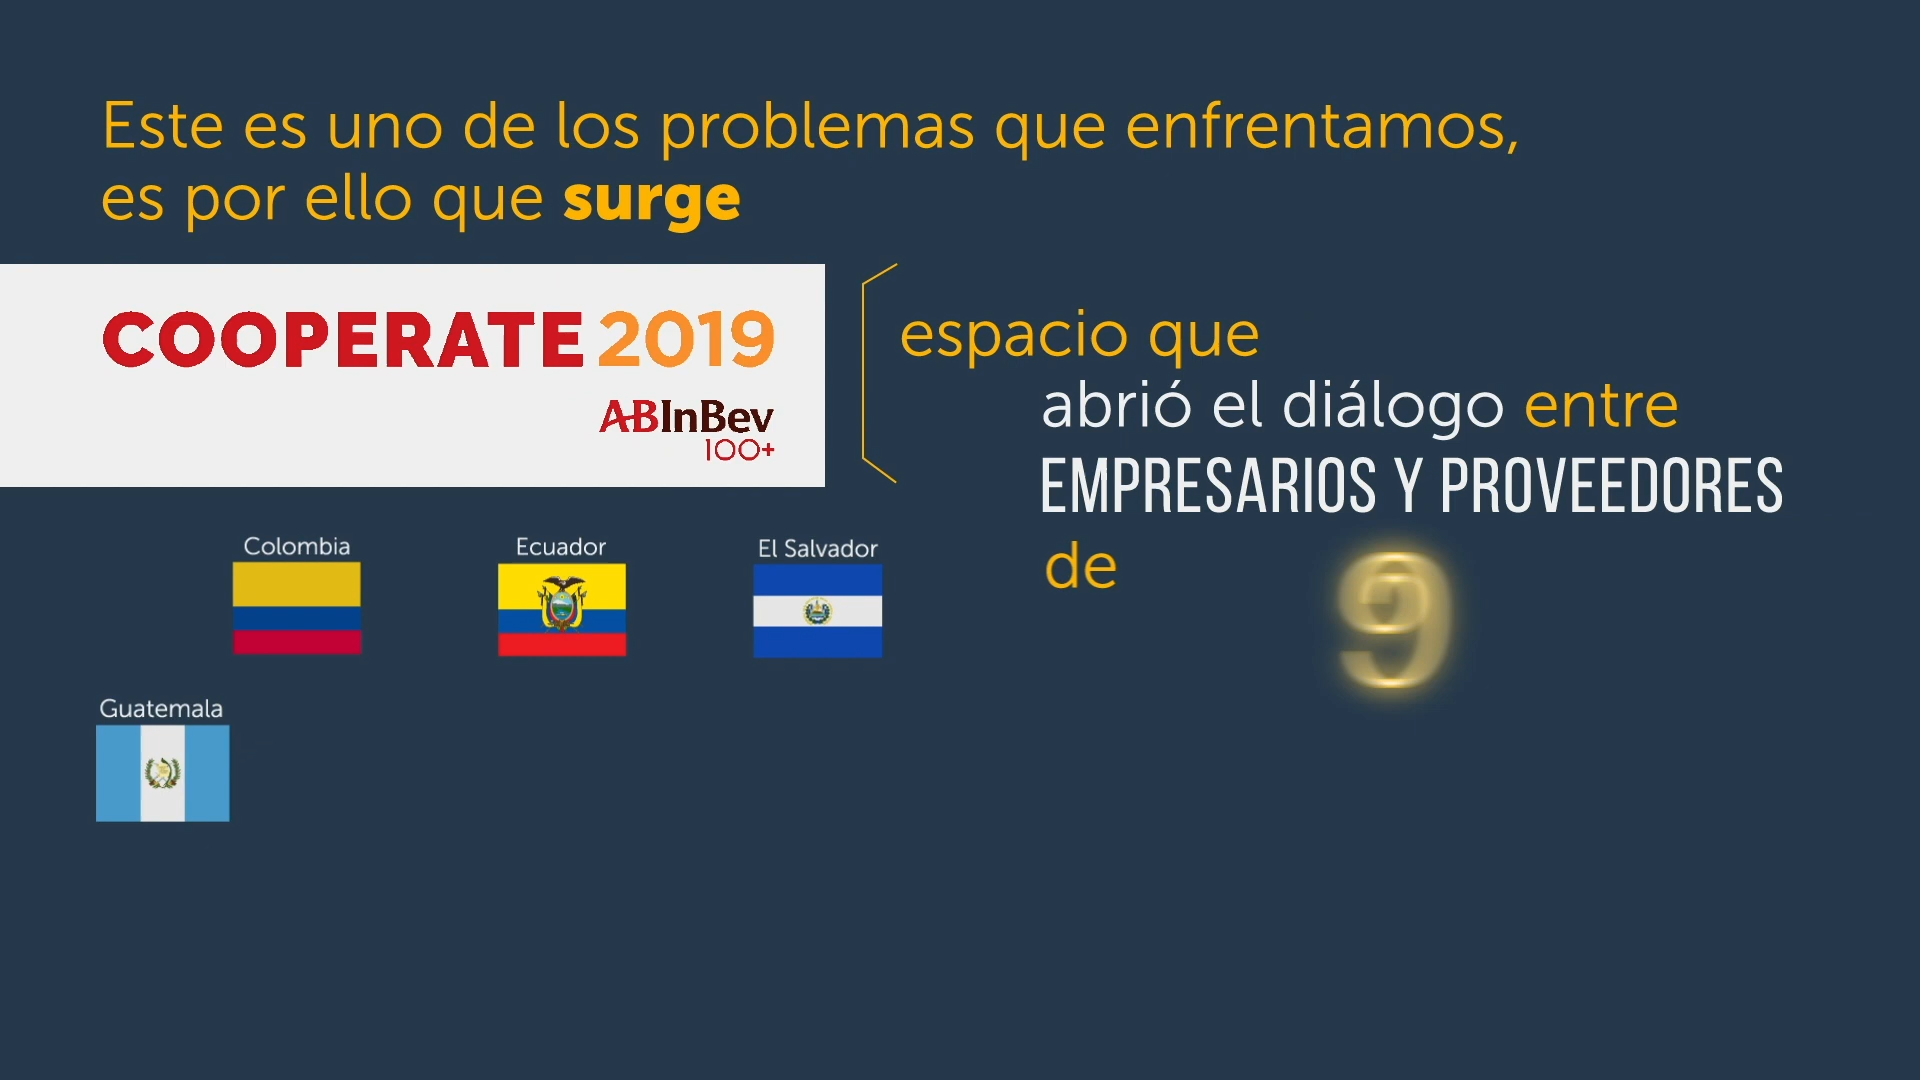 Este es uno de los problemas que enfrentamos,
es por ello que surge
COOPERATE 2019
ABInBev
100+
espacio que
abrió el diálogo entre
EMPRESARIOS Y PROVEEDORES
de
Colombia
Ecuador
El Salvador
Guatemala